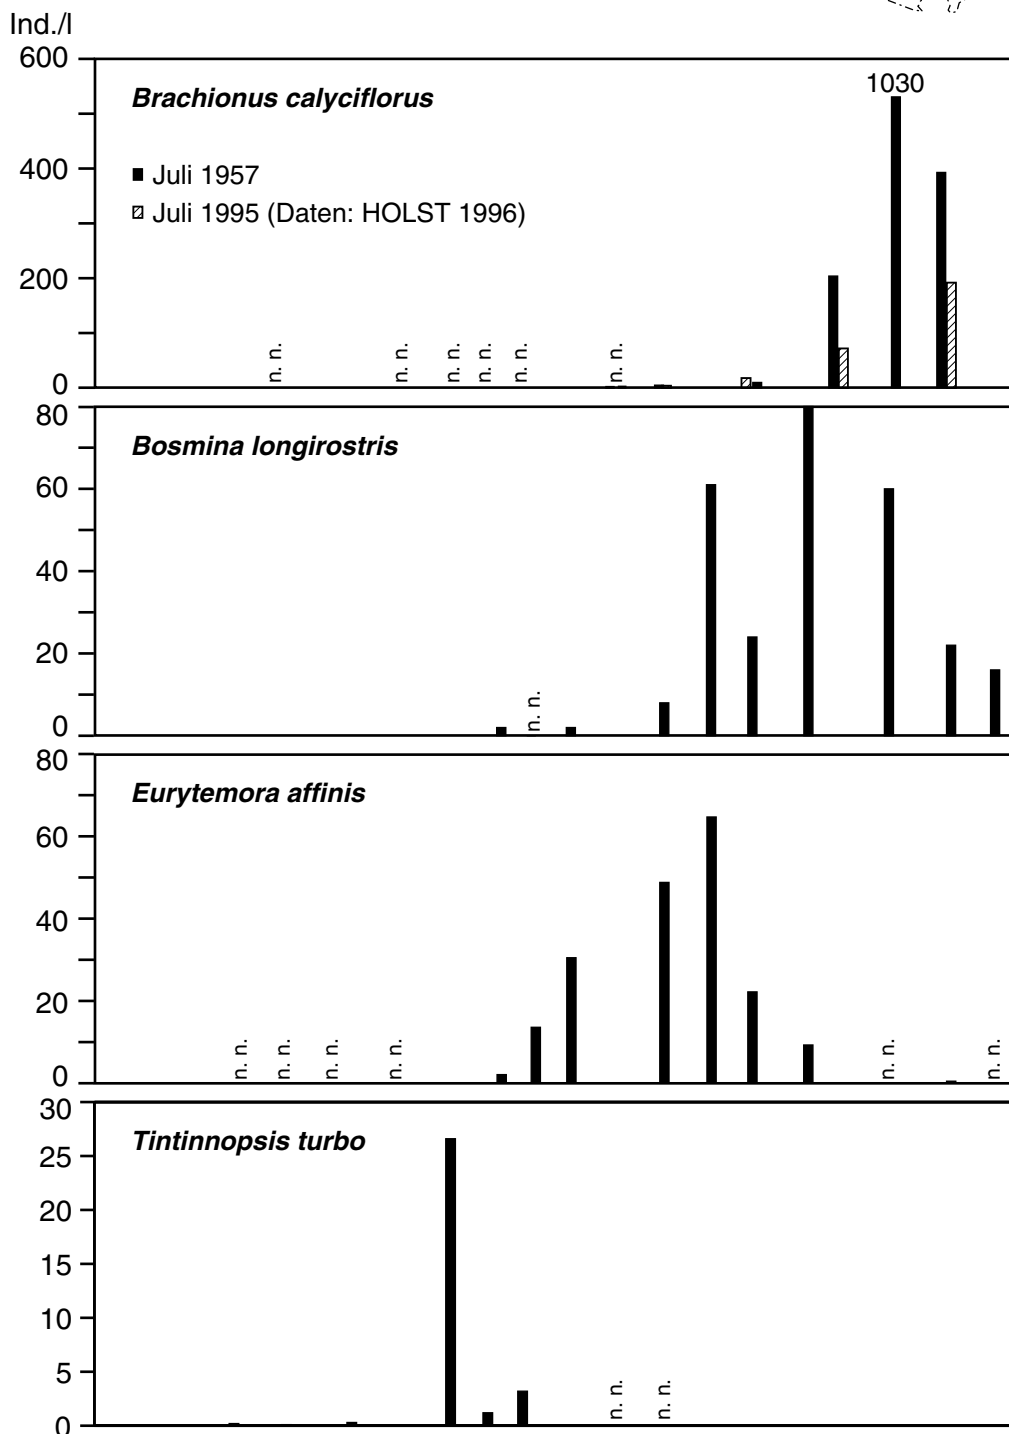 Ind./l
600
Brachionus calyciflorus
1030
400
Juli 1957
Juli 1995 (Daten: HOLST 1996)
200
n. n. n. n. n. n. n. n. n. n. n. n.
0
80
Bosmina longirostris
60
40
20
n. n.
0
80
Eurytemora affinis
60
40
20
n. n. n. n. n. n. n. n. n. n. n. n.
0
30
Tintinnopsis turbo
25
20
15
10
5
n. n. n. n.
0